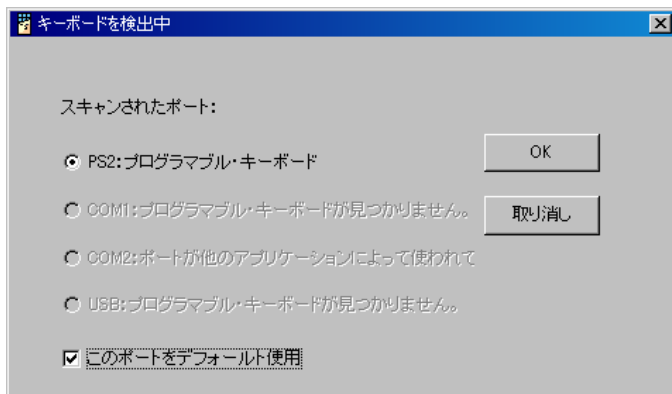 キーボードを検出中
スキャンされたポート:
PS2:プログラマブル・キーボード
OK
COM1:プログラマブル・キーボードが見つかりません。
取り消し
COM2:ポートが他のアプリケーションによって使われて
USB:プログラマブル・キーボードが見つかりません。
このポートをデフォールト使用